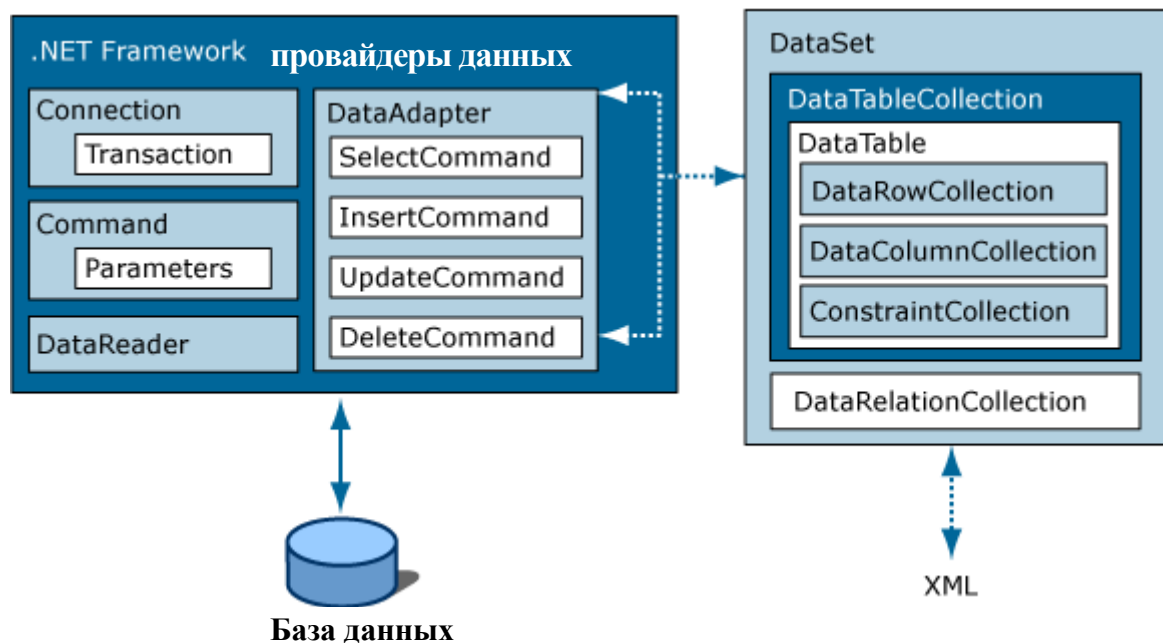 .NET Framework провайдеры данных
Connection
Transaction
Command
Parameters
DataReader
DataAdapter
SelectCommand
InsertCommand
UpdateCommand
DeleteCommand
База данных
DataSet
DataTableCollection
DataTable
DataRowCollection
DataColumnCollection
ConstraintCollection
DataRelationCollection
XML